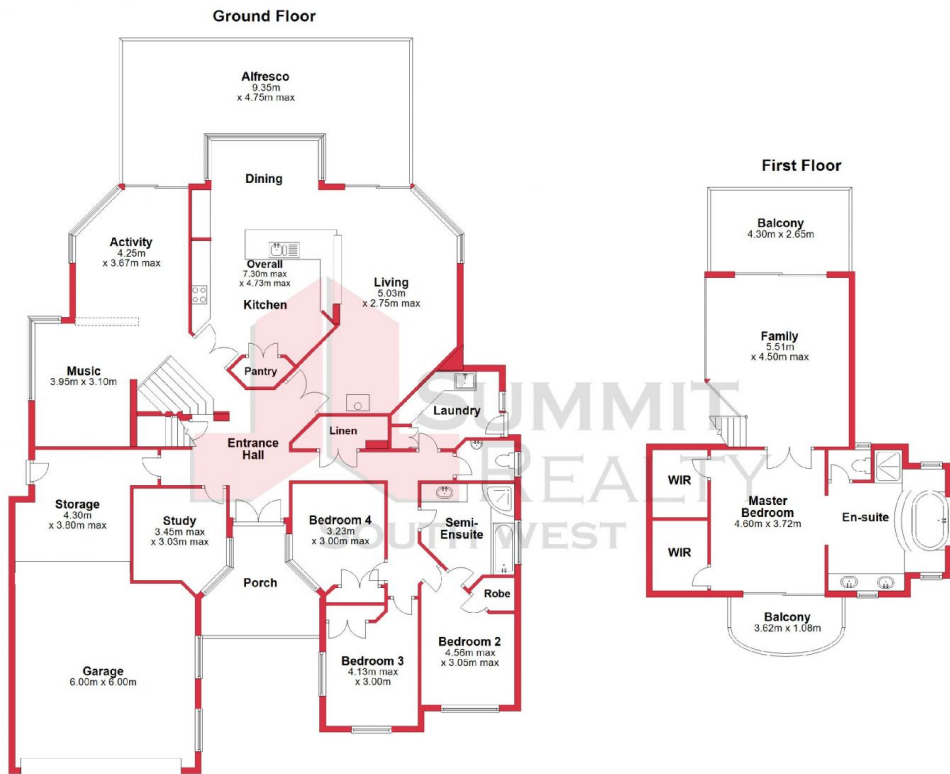 Ground Floor
Alfresco
9.35m
x 4.75m max
Dining
Activity
4.25m
x 3.67m max
Overall
7.30m max
x 4.73m max
Kitchen
Living
5.03m
x 2.75m max
Music
3.95m x 3.10m
Pantry
Laundry
Linen
Entrance
Hall
Storage
4.30m
x 3.80m max
Study
3.45m max
x 3.03m max
Bedroom 4
3.23m
x 3.00m max
Semi-
Ensuite
Porch
Robe
Bedroom 2
4.56m max
x 3.05m max
Bedroom 3
4.13m max
x 3.00m
Garage
6.00m x 6.00m
First Floor
Balcony
4.30m x 2.65m
Family
5.51m
x 4.50m max
WIR
WIR
Master
Bedroom
4.60m x 3.72m
En-suite
Balcony
3.62m x 1.08m
SUMMIT
REALTY
SOUTH WEST